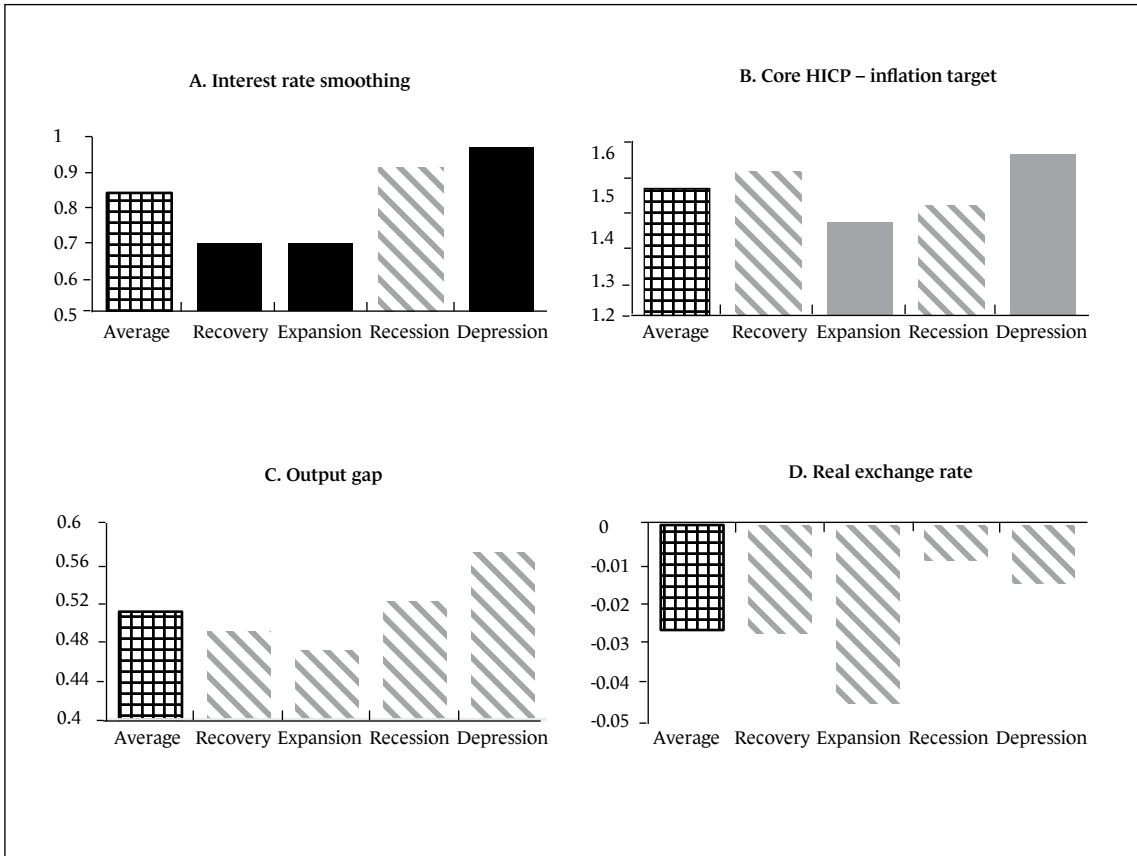 A. Interest rate smoothing
1
0.9
0.8
0.7
0.6
0.5
Average Recovery Expansion Recession Depression
B. Core HICP – inflation target
1.6
1.5
1.4
1.3
1.2
Average Recovery Expansion Recession Depression
C. Output gap
0.6
0.56
0.52
0.48
0.44
0.4
Average Recovery Expansion Recession Depression
D. Real exchange rate
0
-0.01
-0.02
-0.03
-0.04
-0.05
Average Recovery Expansion Recession Depression